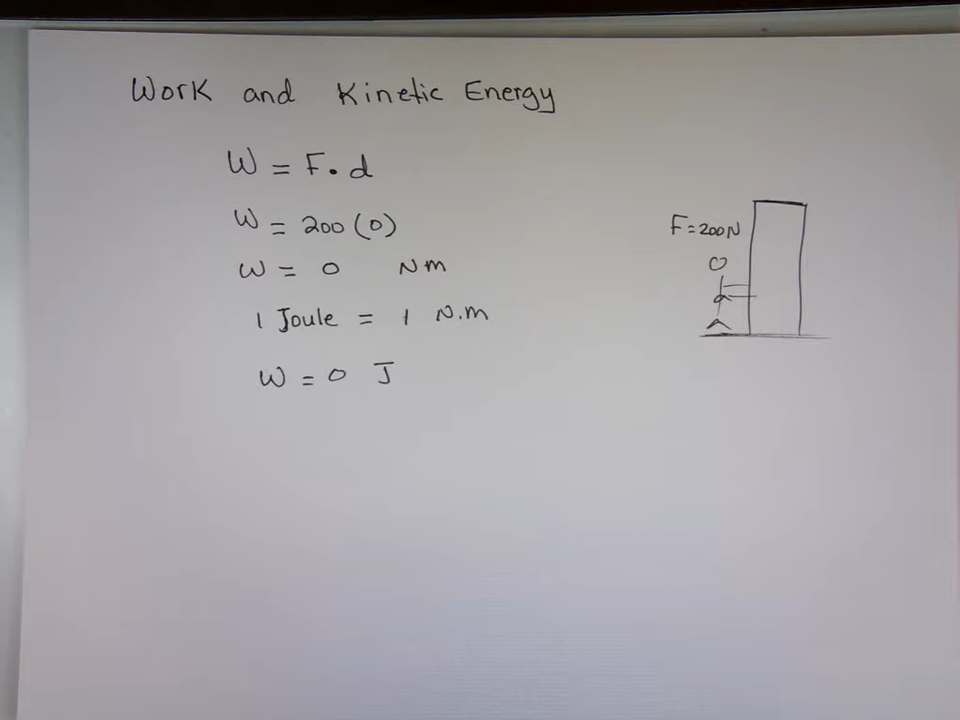 Work and Kinetic Energy
W = F • d
W = 200 (0)
F = 200N
W = 0 Nm
1 Joule = 1 N.m
W = 0 J